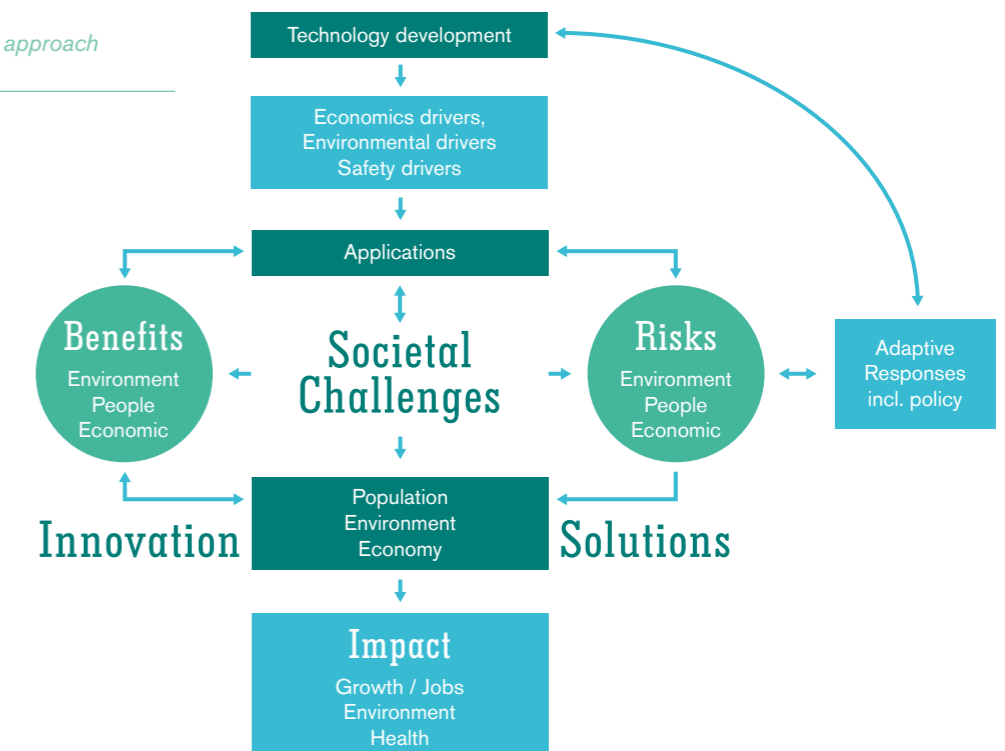 approach
Technology development
Economics drivers,
Environmental drivers
Safety drivers
Applications
Benefits
Environment
People
Economic
Societal
Challenges
Risks
Environment
People
Economic
Adaptive
Responses
incl. policy
Innovation
Population
Environment
Economy
Solutions
Impact
Growth / Jobs
Environment
Health